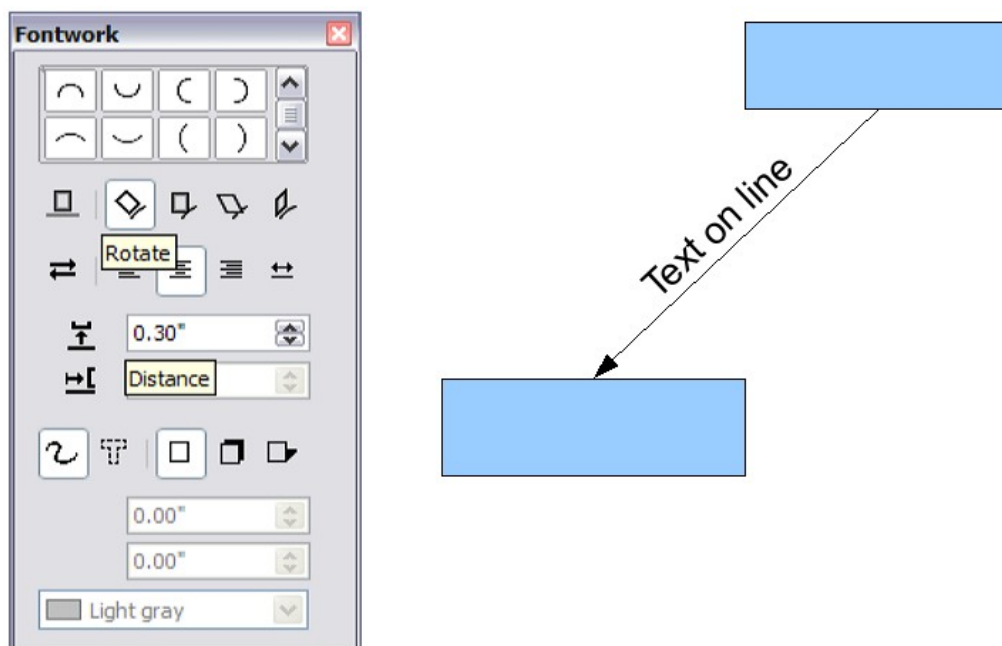 Fontwork
Rotate
0.30"
Distance
0.00"
0.00"
Light gray
Text on line